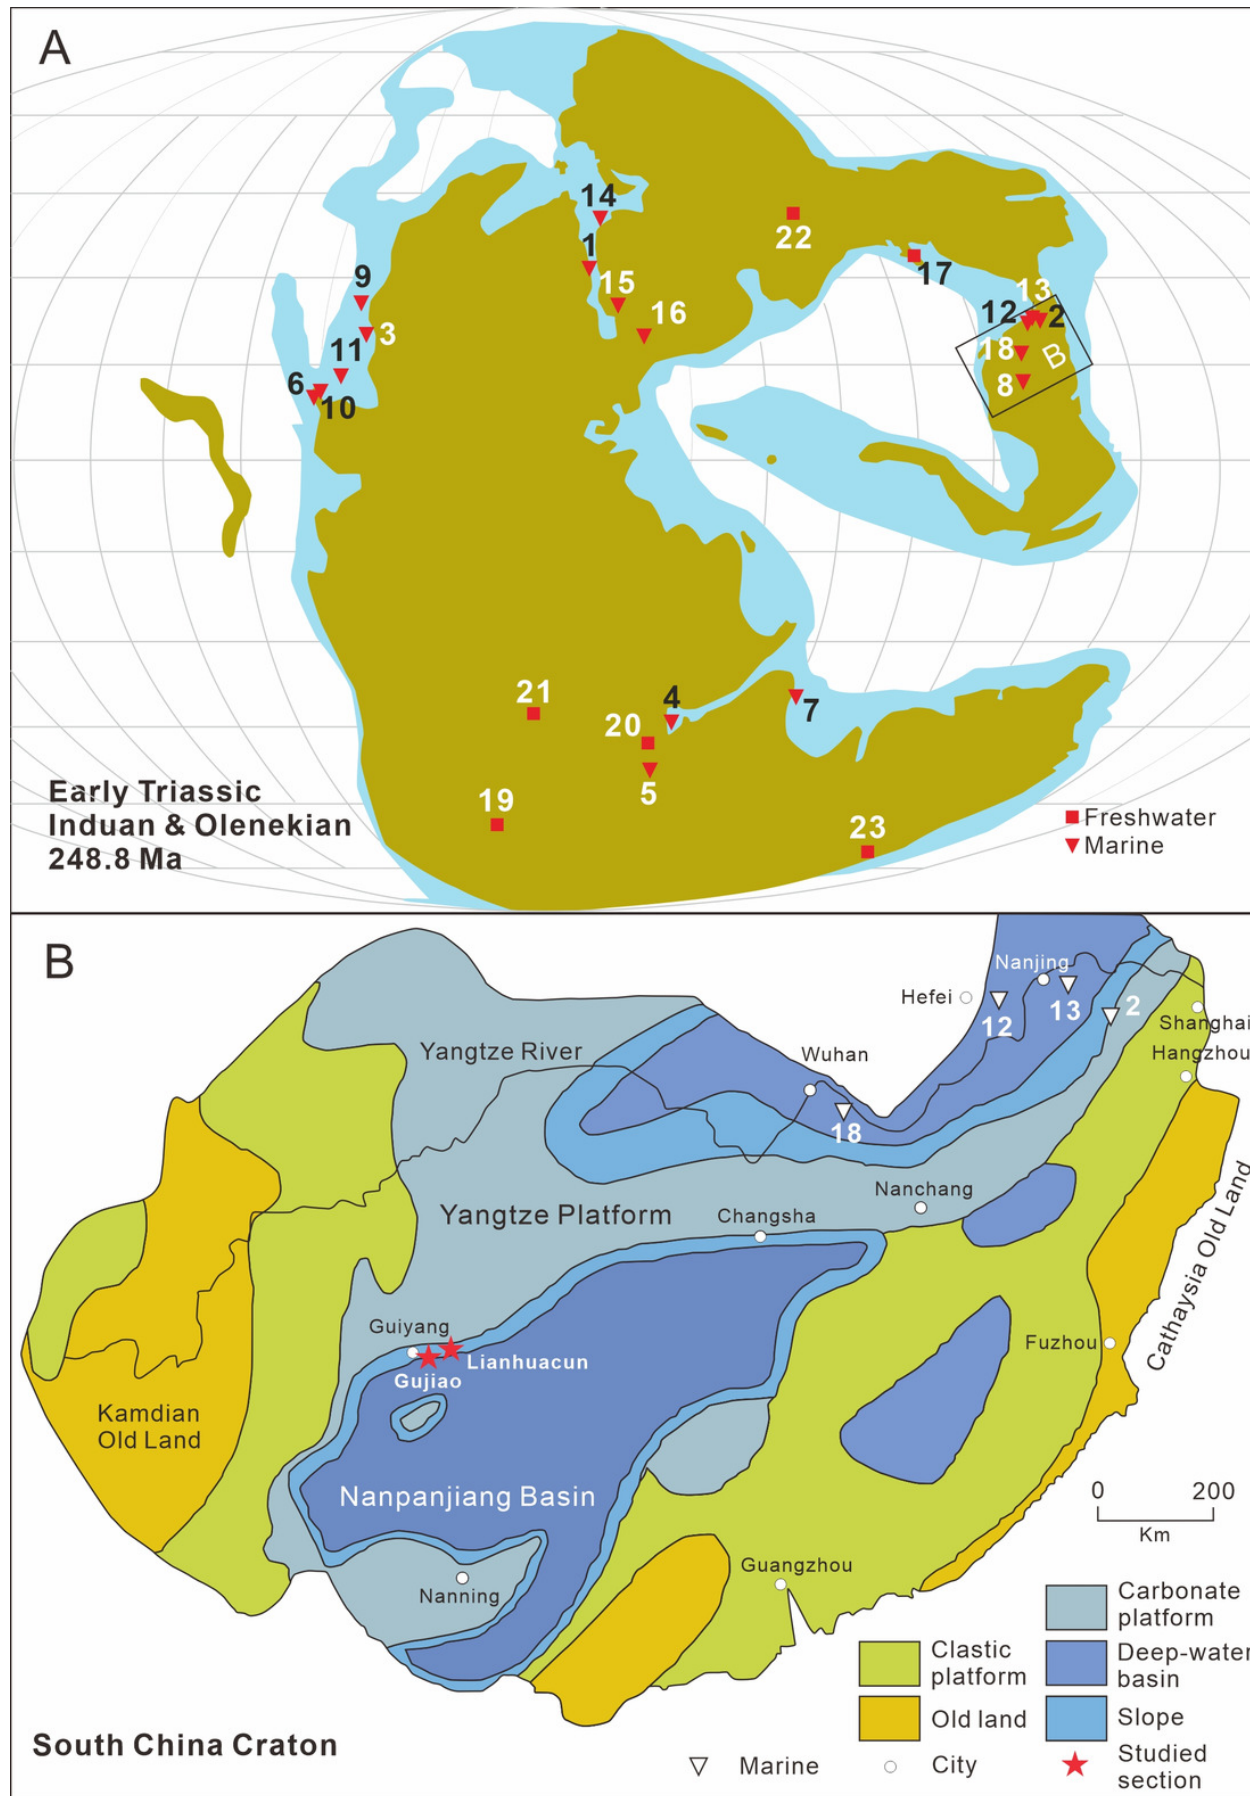 A
14
1
22
9
15
17
3
16
13
12
2
11
18
B
6
8
10
21
4
7
20
5
19
23
Early Triassic
Induan & Olenekian
248.8 Ma
Freshwater
Marine
B
Nanjing
Hefei
12
13
2
Shanghai
Hangzhou
Yangtze River
Wuhan
18
Nanchang
Yangtze Platform
Changsha
Cathaysia Old Land
Guiyang
Lianhuacun
Gujiao
Fuzhou
Kamdian
Old Land
Nanpanjiang Basin
0 200
Km
Guangzhou
Nanning
Carbonate
platform
Clastic
platform
Deep-water
basin
Old land
Slope
South China Craton
Marine
City
Studied
section